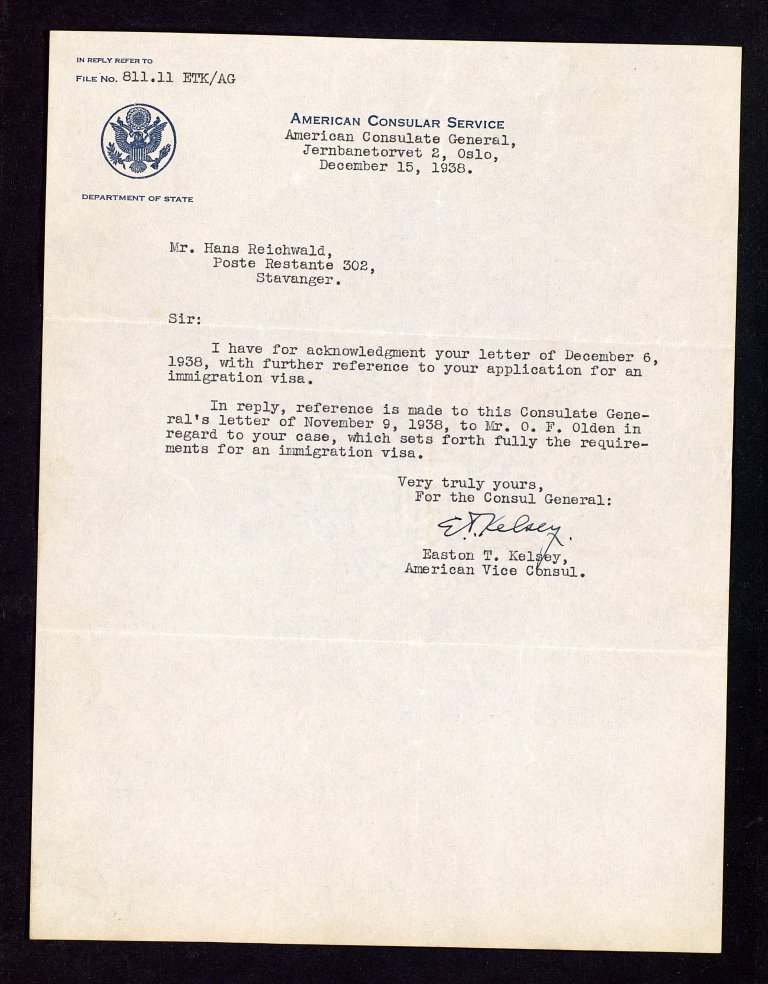 IN REPLY REFER TO
FILE NO. 811.11 ETK/AG
AMERICAN CONSULAR SERVICE
American Consulate General,
Jernbanetorvet 2, Oslo,
December 15, 1938.
DEPARTMENT OF STATE
Mr. Hans Reichwald,
Poste Restante 302,
Stavanger.
Sir:
I have for acknowledgment your letter of December 6,
1938, with further reference to your application for an
immigration visa.
In reply, reference is made to this Consulate Gene-
ral's letter of November 9, 1938, to Mr. O. F. Olden in
regard to your case, which sets forth fully the require-
ments for an immigration visa.
Very truly yours,
For the Consul General:
E.T. Kelsey.
Easton T. Kelsey,
American Vice Consul.